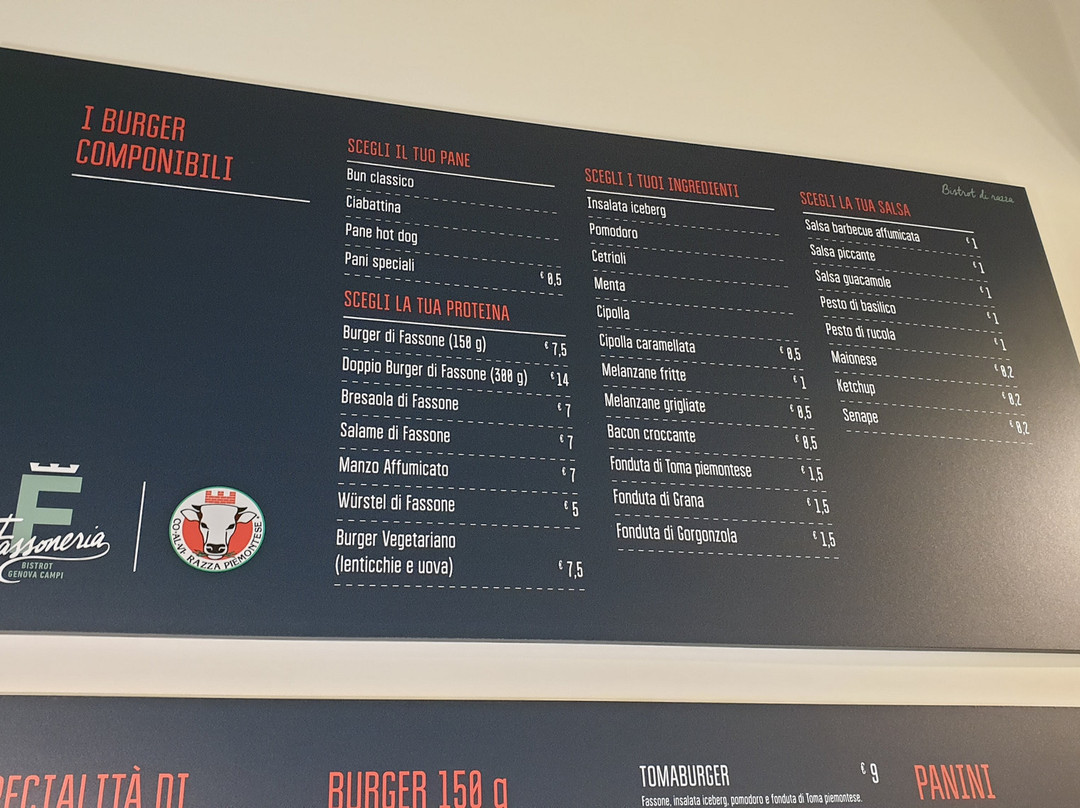 I BURGER
COMPONIBILI
SCEGLI IL TUO PANE
Bun classico
Ciabattina
Pane hot dog
Pani speciali € 0,5
SCEGLI LA TUA PROTEINA
Burger di Fassone (150 g) € 7,5
Doppio Burger di Fassone (300 g) € 14
Bresaola di Fassone € 7
Salame di Fassone € 7
Manzo Affumicato € 7
Würstel di Fassone € 5
Burger Vegetariano
(lenticchie e uova) € 7,5
SCEGLI I TUOI INGREDIENTI
Insalata iceberg
Pomodoro
Cetrioli
Menta
Cipolla
Cipolla caramellata € 0,5
Melanzane fritte € 1
Melanzane grigliate € 0,5
Bacon croccante € 0,5
Fonduta di Toma piemontese € 1,5
Fonduta di Grana € 1,5
Fonduta di Gorgonzola € 1,5
Bistrot di razza
SCEGLI LA TUA SALSA
Salsa barbecue affumicata € 1
Salsa piccante € 1
Salsa guacamole € 1
Pesto di basilico € 1
Pesto di rucola € 1
Maionese € 0,2
Ketchup € 0,2
Senape € 0,2
F
Fassoneria
BISTROT
GENOVA CAMPI
CO·AL·VI· RAZZA PIEMONTESE
PECIALITÀ DI
BURGER 150 g
TOMABURGER € 9
Fassone, insalata iceberg, pomodoro e fonduta di Toma piemontese.
PANINI